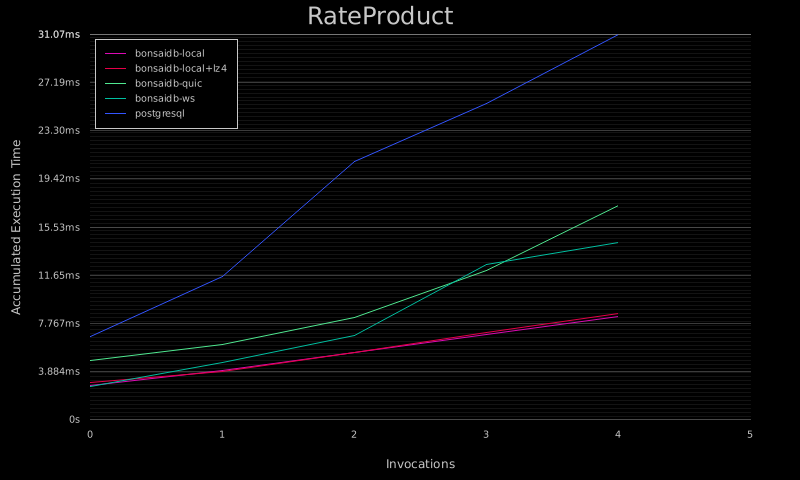 RateProduct
31.07ms
27.19ms
23.30ms
19.42ms
15.53ms
11.65ms
7.767ms
3.884ms
0s
bonsaidb-local
bonsaidb-local+lz4
bonsaidb-quic
bonsaidb-ws
postgresql
Accumulated Execution Time
0 1 2 3 4 5
Invocations